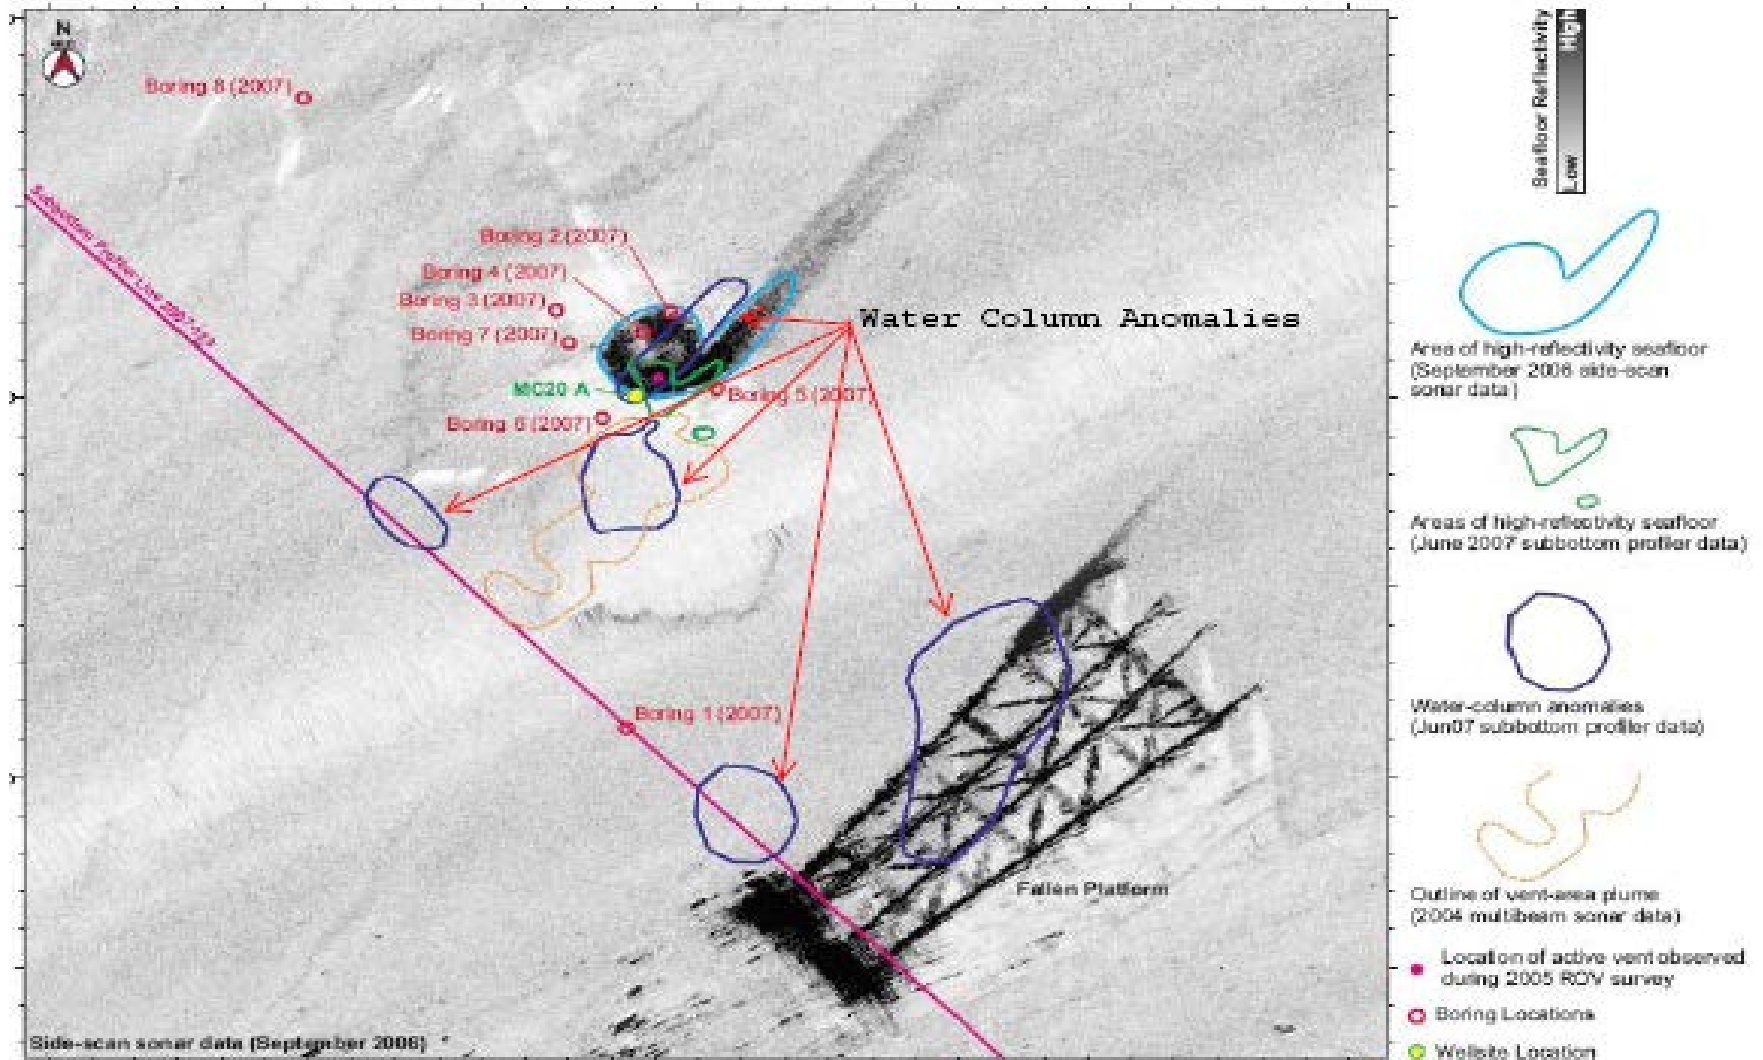 N
Boring 8 (2007)
Subbottom Profiler Line
Boring 2 (2007)
Boring 4 (2007)
Boring 3 (2007)
Boring 7 (2007)
Water Column Anomalies
MC20 A
Boring 5 (2007)
Boring 6 (2007)
Boring 1 (2007)
Fallen Platform
Side-scan sonar data (September 2006)
Seafloor Reflectivity
High
Low
Area of high-reflectivity seafloor
(September 2006 side-scan
sonar data)
Areas of high-reflectivity seafloor
(June 2007 subbottom profiler data)
Water-column anomalies
(Jun07 subbottom profiler data)
Outline of vent-area plume
(2004 multibeam sonar data)
Location of active vent observed
during 2005 ROV survey
Boring Locations
Wellsite Location